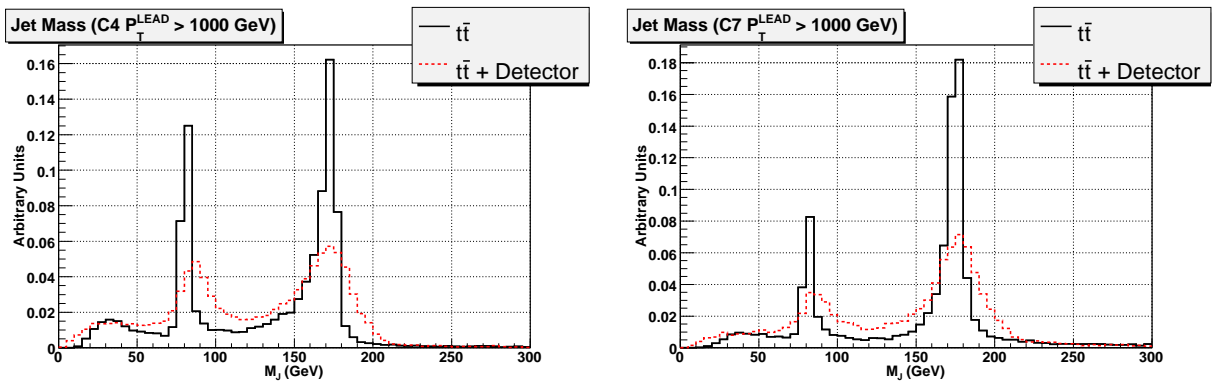 Jet Mass (C4 P_T^LEAD > 1000 GeV)
tt̄
tt̄ + Detector
Arbitrary Units
0.16
0.14
0.12
0.1
0.08
0.06
0.04
0.02
0
0 50 100 150 200 250 300
M_J (GeV)
Jet Mass (C7 P_T^LEAD > 1000 GeV)
tt̄
tt̄ + Detector
Arbitrary Units
0.18
0.16
0.14
0.12
0.1
0.08
0.06
0.04
0.02
0
0 50 100 150 200 250 300
M_J (GeV)